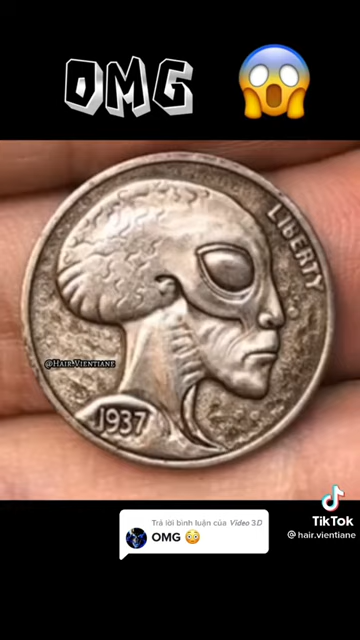 OMG 😱
LIBERTY
@HAIR.VIENTIANE
1937
TikTok
@ hair.vientiane
Trả lời bình luận của Video 3D
OMG 😳